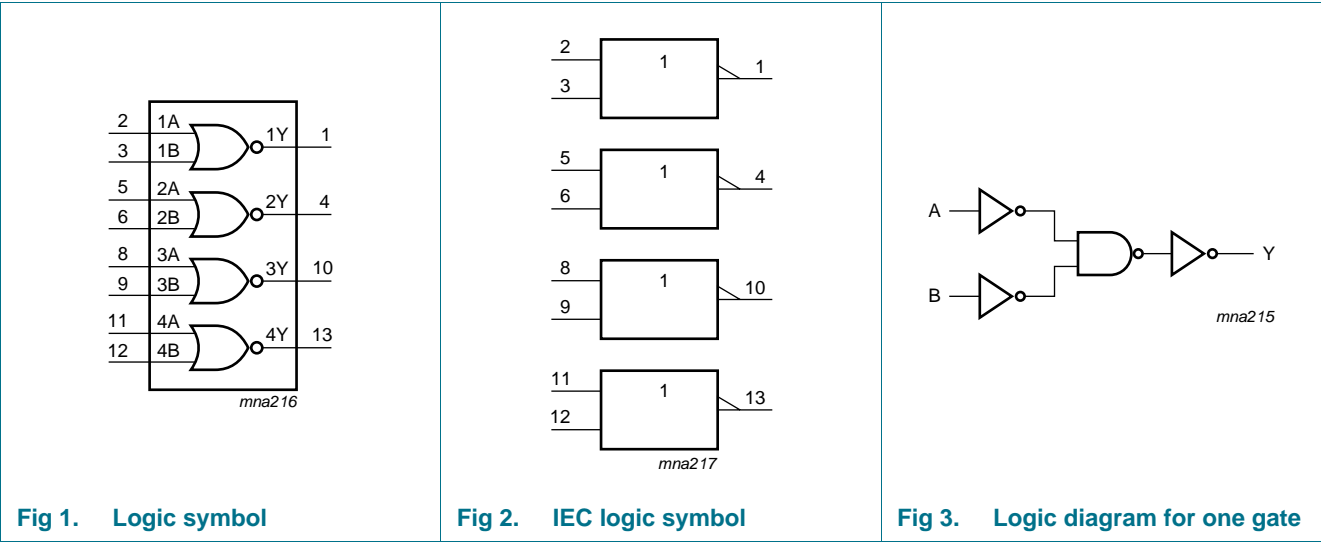 2 1A 1Y 1
3 1B
5 2A 2Y 4
6 2B
8 3A 3Y 10
9 3B
11 4A 4Y 13
12 4B
mna216
Fig 1. Logic symbol
2 1 1
3
5 1 4
6
8 1 10
9
11 1 13
12
mna217
Fig 2. IEC logic symbol
A
Y
B
mna215
Fig 3. Logic diagram for one gate